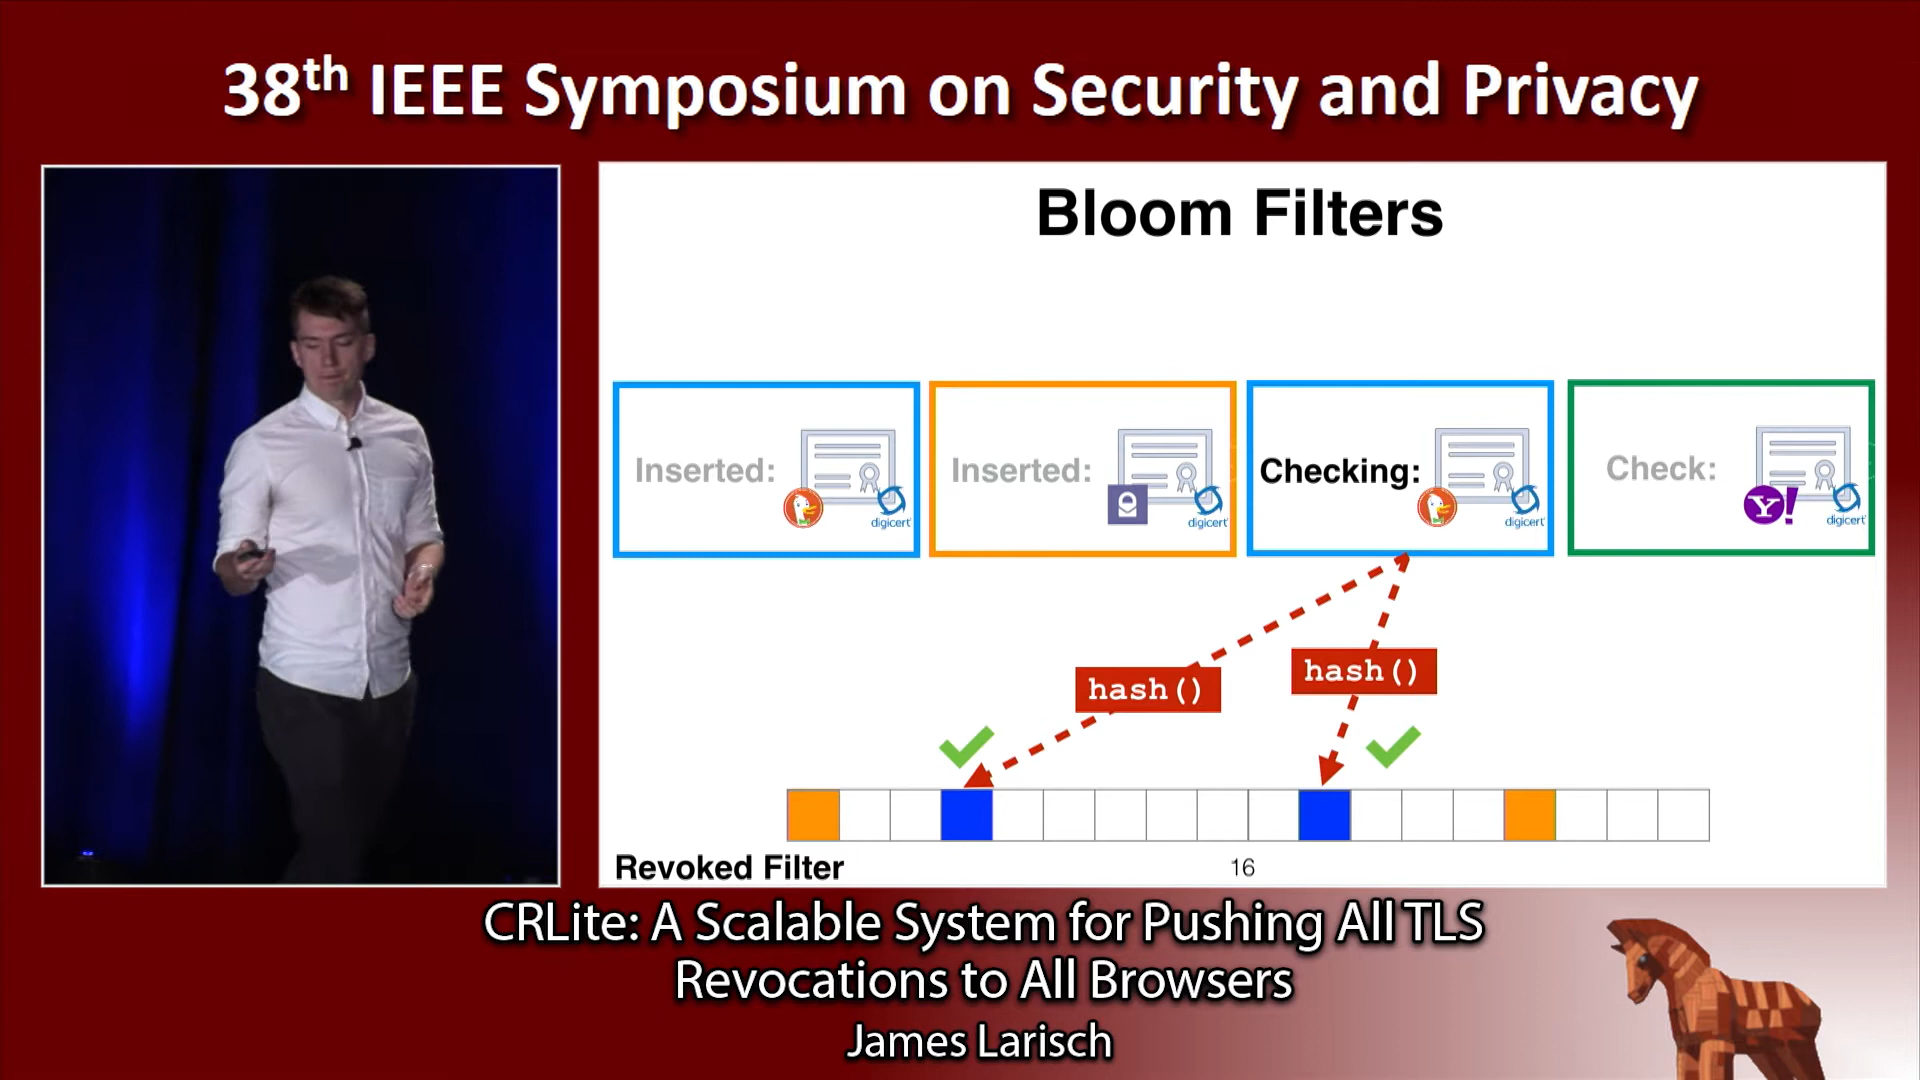 38th IEEE Symposium on Security and Privacy
Bloom Filters
Inserted:
digicert
Inserted:
digicert
Checking:
digicert
Check:
Y!
digicert
hash()
hash()
Revoked Filter
16
CRLite: A Scalable System for Pushing All TLS
Revocations to All Browsers
James Larisch